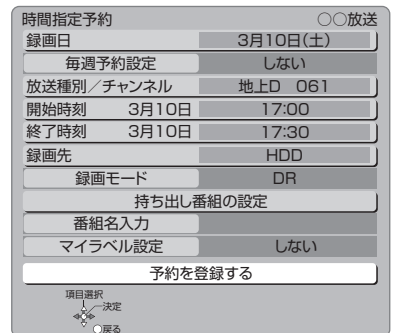 時間指定予約 ○○放送
録画日 3月10日(土)
毎週予約設定 しない
放送種別／チャンネル 地上D 061
開始時刻 3月10日 17:00
終了時刻 3月10日 17:30
録画先 HDD
録画モード DR
持ち出し番組の設定
番組名入力
マイラベル設定 しない
予約を登録する
項目選択
決定
戻る